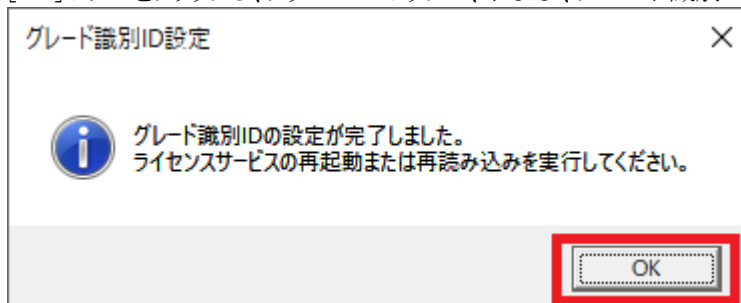 グレード識別ID設定
グレード識別IDの設定が完了しました。
ライセンスサービスの再起動または再読み込みを実行してください。
OK